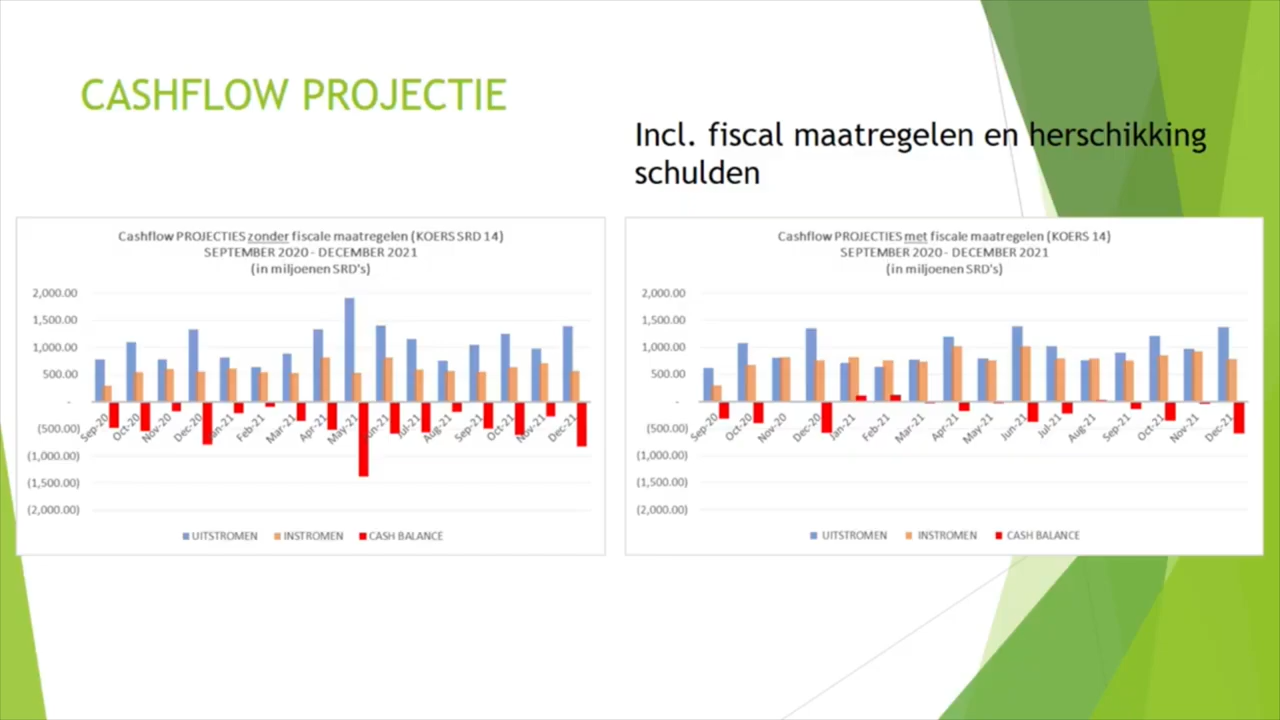 CASHFLOW PROJECTIE
Incl. fiscal maatregelen en herschikking
schulden
Cashflow PROJECTIES zonder fiscale maatregelen (KOERS SRD 14)
SEPTEMBER 2020 - DECEMBER 2021
(in miljoenen SRD's)
2,000.00
1,500.00
1,000.00
500.00
-
(500.00)
(1,000.00)
(1,500.00)
(2,000.00)
Sep-20
Oct-20
Nov-20
Dec-20
Jan-21
Feb-21
Mar-21
Apr-21
May-21
Jun-21
Jul-21
Aug-21
Sep-21
Oct-21
Nov-21
Dec-21
UITSTROMEN INSTROMEN CASH BALANCE
Cashflow PROJECTIES met fiscale maatregelen (KOERS 14)
SEPTEMBER 2020 - DECEMBER 2021
(in miljoenen SRD's)
2,000.00
1,500.00
1,000.00
500.00
-
(500.00)
(1,000.00)
(1,500.00)
(2,000.00)
Sep-20
Oct-20
Nov-20
Dec-20
Jan-21
Feb-21
Mar-21
Apr-21
May-21
Jun-21
Jul-21
Aug-21
Sep-21
Oct-21
Nov-21
Dec-21
UITSTROMEN INSTROMEN CASH BALANCE